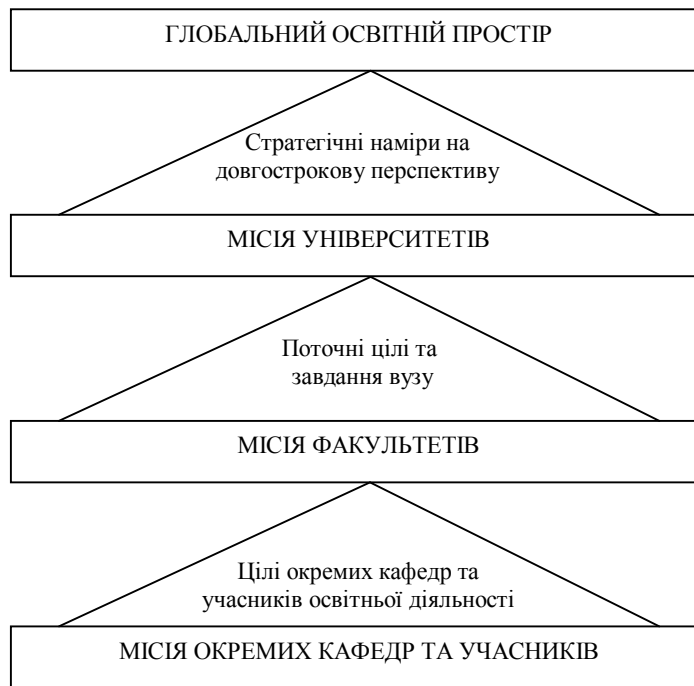 ГЛОБАЛЬНИЙ ОСВІТНІЙ ПРОСТІР
Стратегічні наміри на
довгострокову перспективу
МІСІЯ УНІВЕРСИТЕТІВ
Поточні цілі та
завдання вузу
МІСІЯ ФАКУЛЬТЕТІВ
Цілі окремих кафедр та
учасників освітньої діяльності
МІСІЯ ОКРЕМИХ КАФЕДР ТА УЧАСНИКІВ